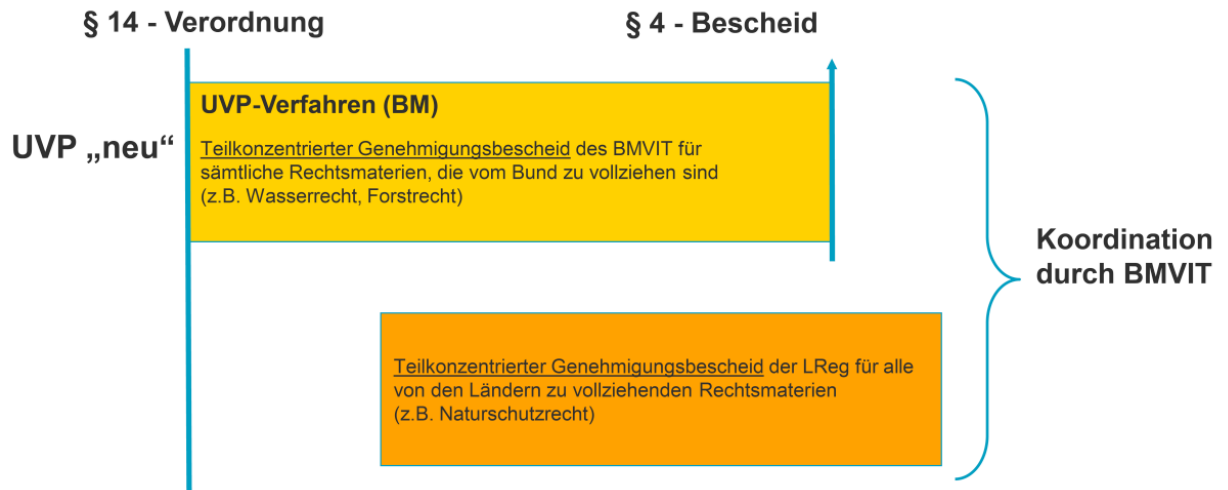 § 14 - Verordnung
§ 4 - Bescheid
UVP „neu“
UVP-Verfahren (BM)
Teilkonzentrierter Genehmigungsbescheid des BMVIT für
sämtliche Rechtsmaterien, die vom Bund zu vollziehen sind
(z.B. Wasserrecht, Forstrecht)
Koordination
durch BMVIT
Teilkonzentrierter Genehmigungsbescheid der LReg für alle
von den Ländern zu vollziehenden Rechtsmaterien
(z.B. Naturschutzrecht)